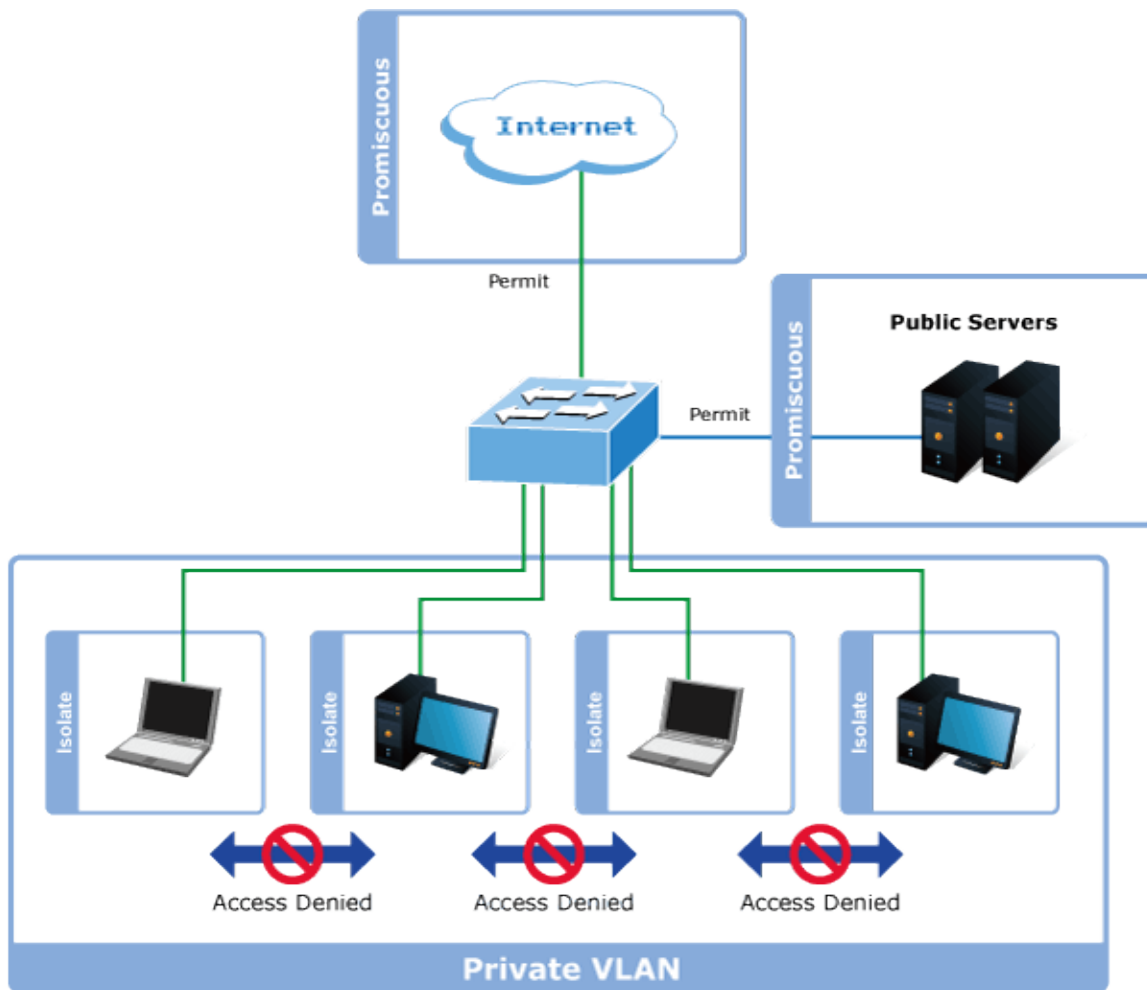 Promiscuous
Internet
Permit
Promiscuous
Public Servers
Permit
Isolate
Isolate
Isolate
Isolate
Access Denied
Access Denied
Access Denied
Private VLAN